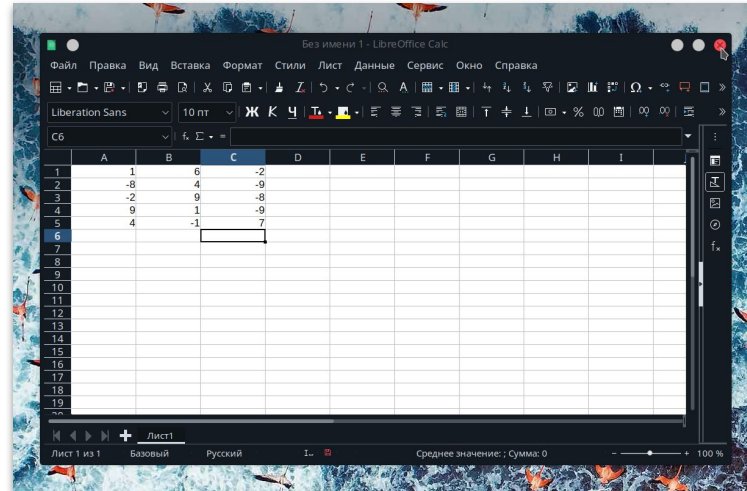 Без имени 1 - LibreOffice Calc
Файл Правка Вид Вставка Формат Стили Лист Данные Сервис Окно Справка
Liberation Sans 10 пт Ж К Ч
C6 fx Σ =
A B C D E F G H I J
1 1 6 -2
2 -8 4 -9
3 -2 9 -8
4 9 1 -9
5 4 -1 7
6
7
8
9
10
11
12
13
14
15
16
17
18
19
20
Лист1
Лист 1 из 1 Базовый Русский Среднее значение: ; Сумма: 0 100 %